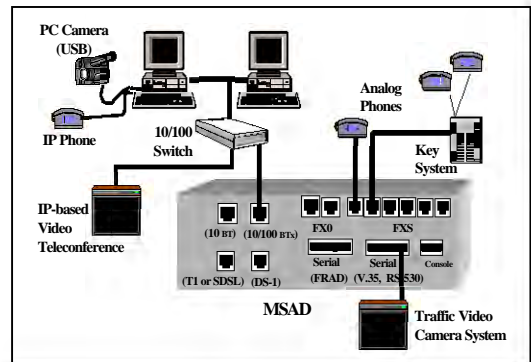 PC Camera
(USB)
IP Phone
10/100
Switch
Analog
Phones
Key
System
IP-based
Video
Teleconference
(10 BT)
(10/100 BTx)
FX0
FXS
Serial
(FRAD)
Serial
(V.35, RS-530)
Console
(T1 or SDSL)
(DS-1)
MSAD
Traffic Video
Camera System